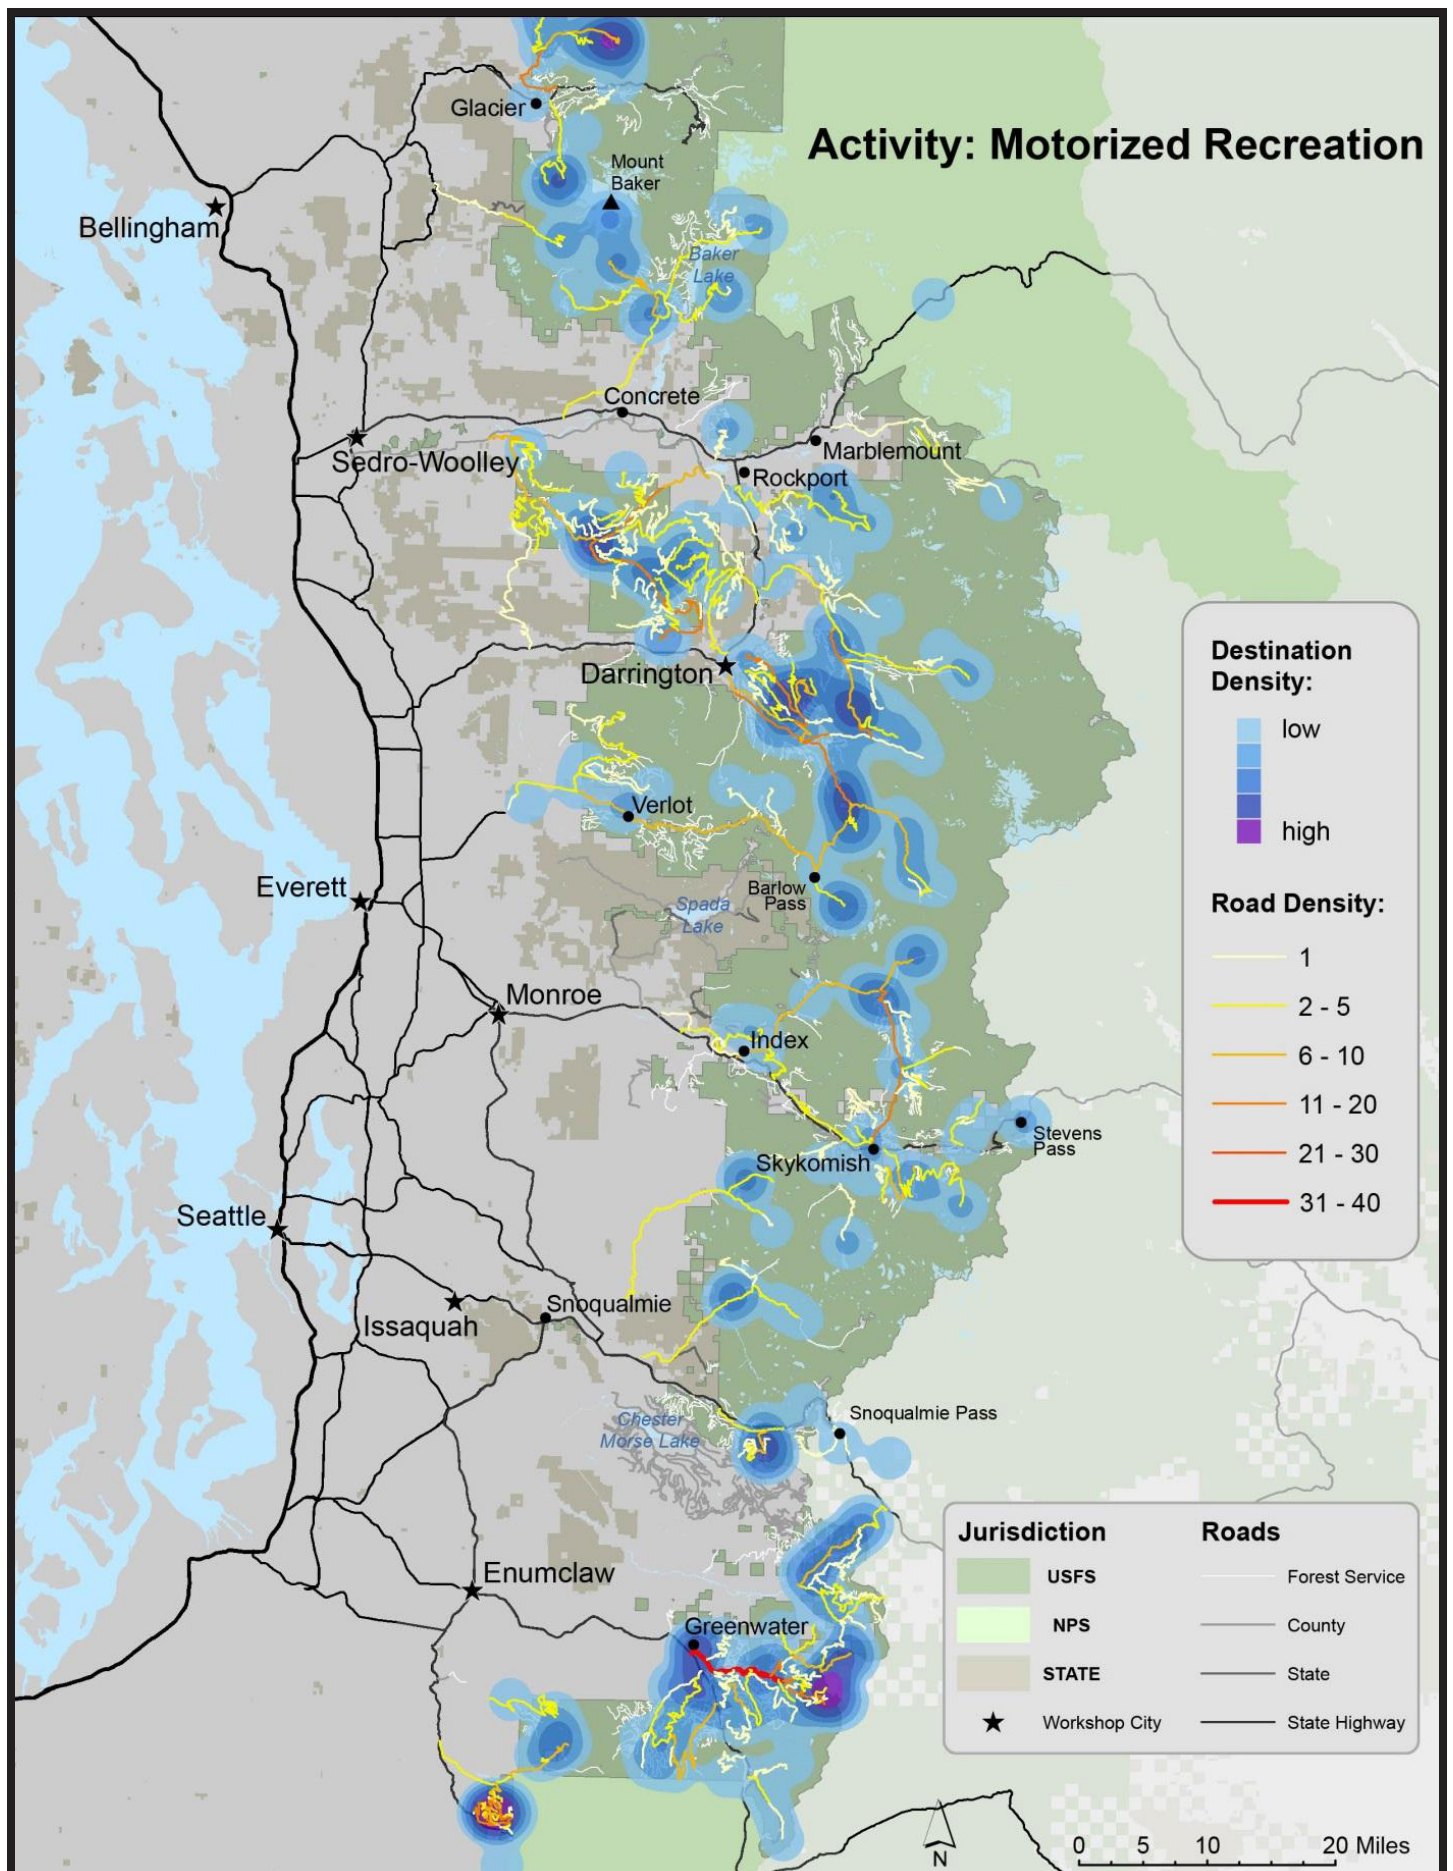 Activity: Motorized Recreation
Glacier
Mount
Baker
Bellingham
Baker
Lake
Concrete
Sedro-Woolley
Marblemount
Rockport
Darrington
Verlot
Everett
Barlow
Pass
Spada
Lake
Monroe
Index
Stevens
Pass
Skykomish
Seattle
Snoqualmie
Issaquah
Snoqualmie Pass
Chester
Morse Lake
Enumclaw
Greenwater
Destination
Density:
low
high
Road Density:
1
2 - 5
6 - 10
11 - 20
21 - 30
31 - 40
Jurisdiction
USFS
NPS
STATE
Workshop City
Roads
Forest Service
County
State
State Highway
N
0 5 10 20 Miles